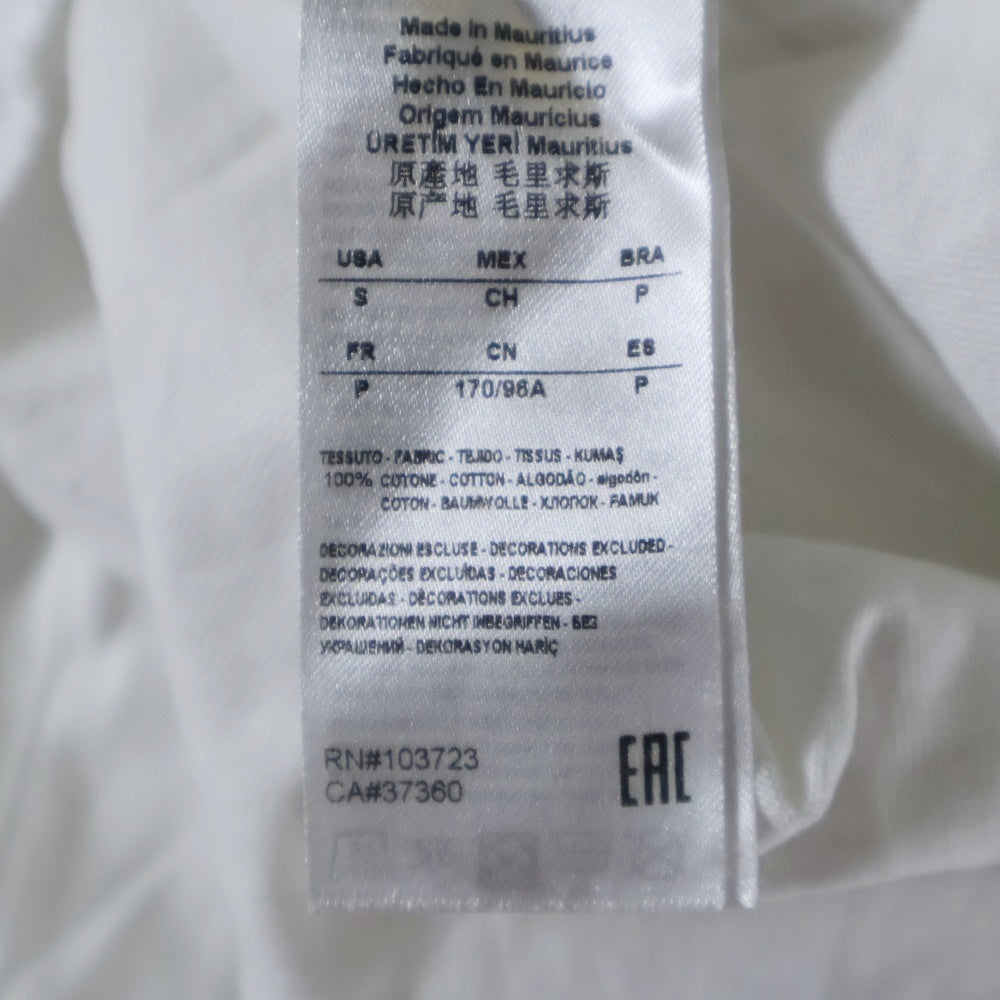 Made in Mauritius
Fabriqué en Maurice
Hecho En Mauricio
Origem Mauricius
ÜRETİM YERİ Mauritius
原產地 毛里求斯
原产地 毛里求斯
USA MEX BRA
S CH P
FR CN ES
P 170/96A P
TESSUTO - FABRIC - TEJIDO - TISSUS - KUMAŞ
100% COTONE - COTTON - ALGODÃO - algodón -
COTON - BAUMWOLLE - ХЛОПОК - PAMUK
DECORAZIONI ESCLUSE - DECORATIONS EXCLUDED -
DECORAÇÕES EXCLUÍDAS - DECORACIONES
EXCLUIDAS - DÉCORATIONS EXCLUES -
DEKORATIONEN NICHT INBEGRIFFEN - БЕЗ
УКРАШЕНИЙ - DEKORASYON HARİÇ
RN#103723
CA#37360
EAC